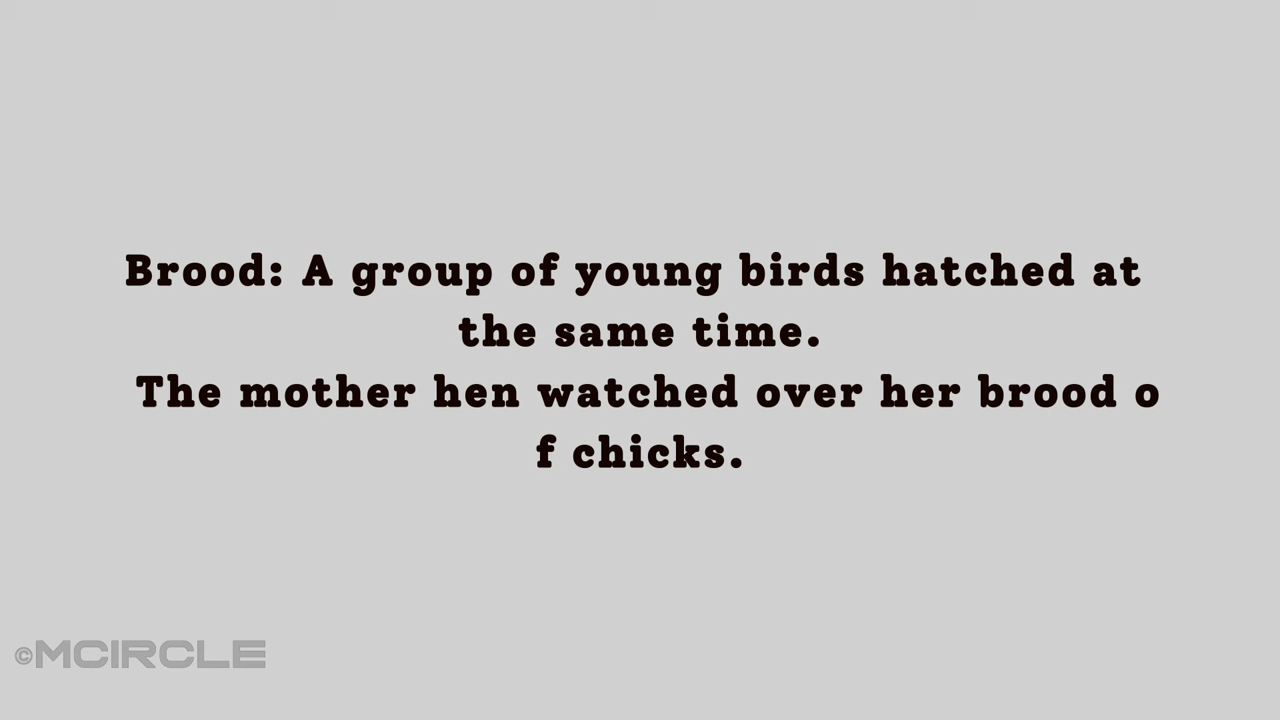 Brood: A group of young birds hatched at
the same time.
The mother hen watched over her brood o
f chicks.
©MCIRCLE